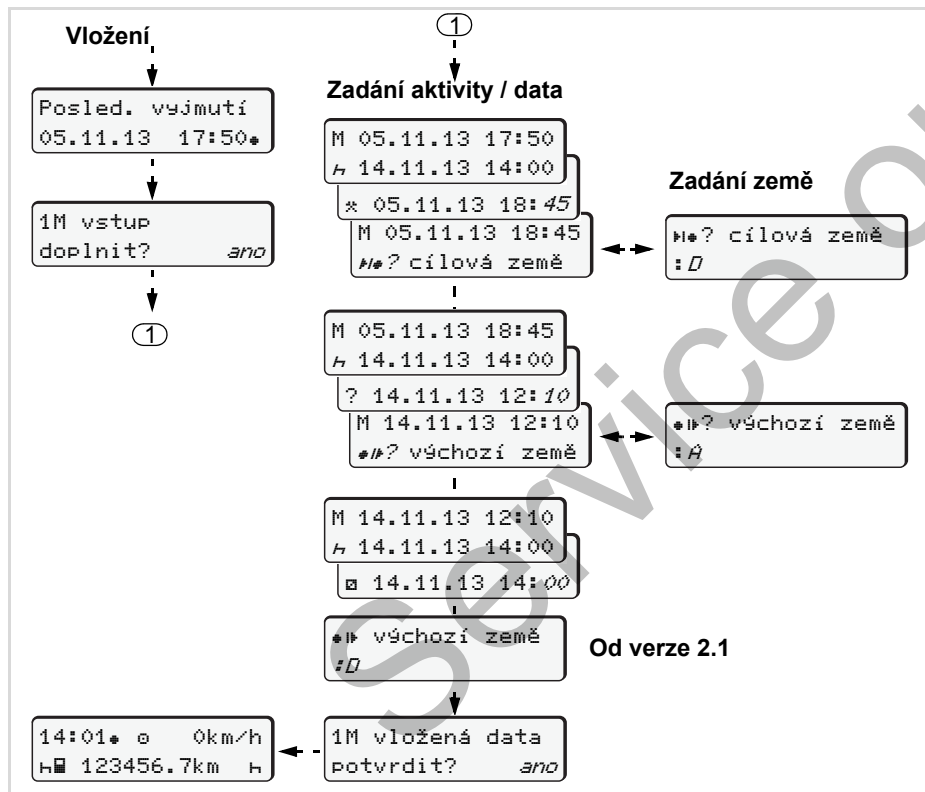 Vložení
Posled. vyjmutí
05.11.13 17:50
1M vstup
doplnit? ano
1
1
Zadání aktivity / data
M 05.11.13 17:50
14.11.13 14:00
05.11.13 18:45
M 05.11.13 18:45
? cílová země
Zadání země
? cílová země
:D
M 05.11.13 18:45
14.11.13 14:00
? 14.11.13 12:10
M 14.11.13 12:10
? výchozí země
? výchozí země
:A
M 14.11.13 12:10
14.11.13 14:00
14.11.13 14:00
výchozí země
:D
Od verze 2.1
1M vložená data
potvrdit? ano
14:01 0km/h
123456.7km
Service o